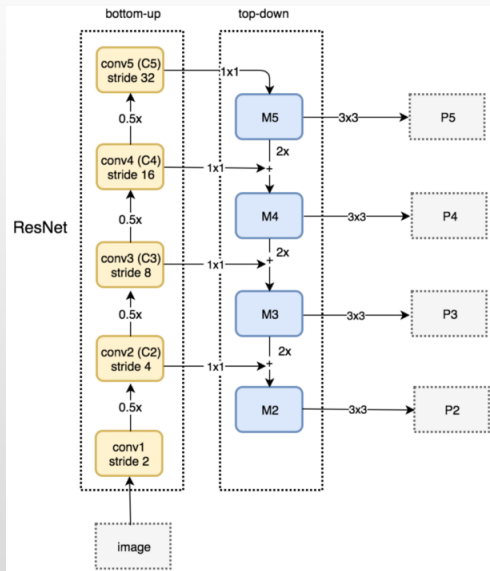 bottom-up
top-down
conv5 (C5)
stride 32
1x1
M5
3x3
P5
0.5x
2x
conv4 (C4)
stride 16
1x1
+
M4
3x3
P4
ResNet
0.5x
2x
conv3 (C3)
stride 8
1x1
+
M3
3x3
P3
0.5x
2x
conv2 (C2)
stride 4
1x1
+
M2
3x3
P2
0.5x
conv1
stride 2
image